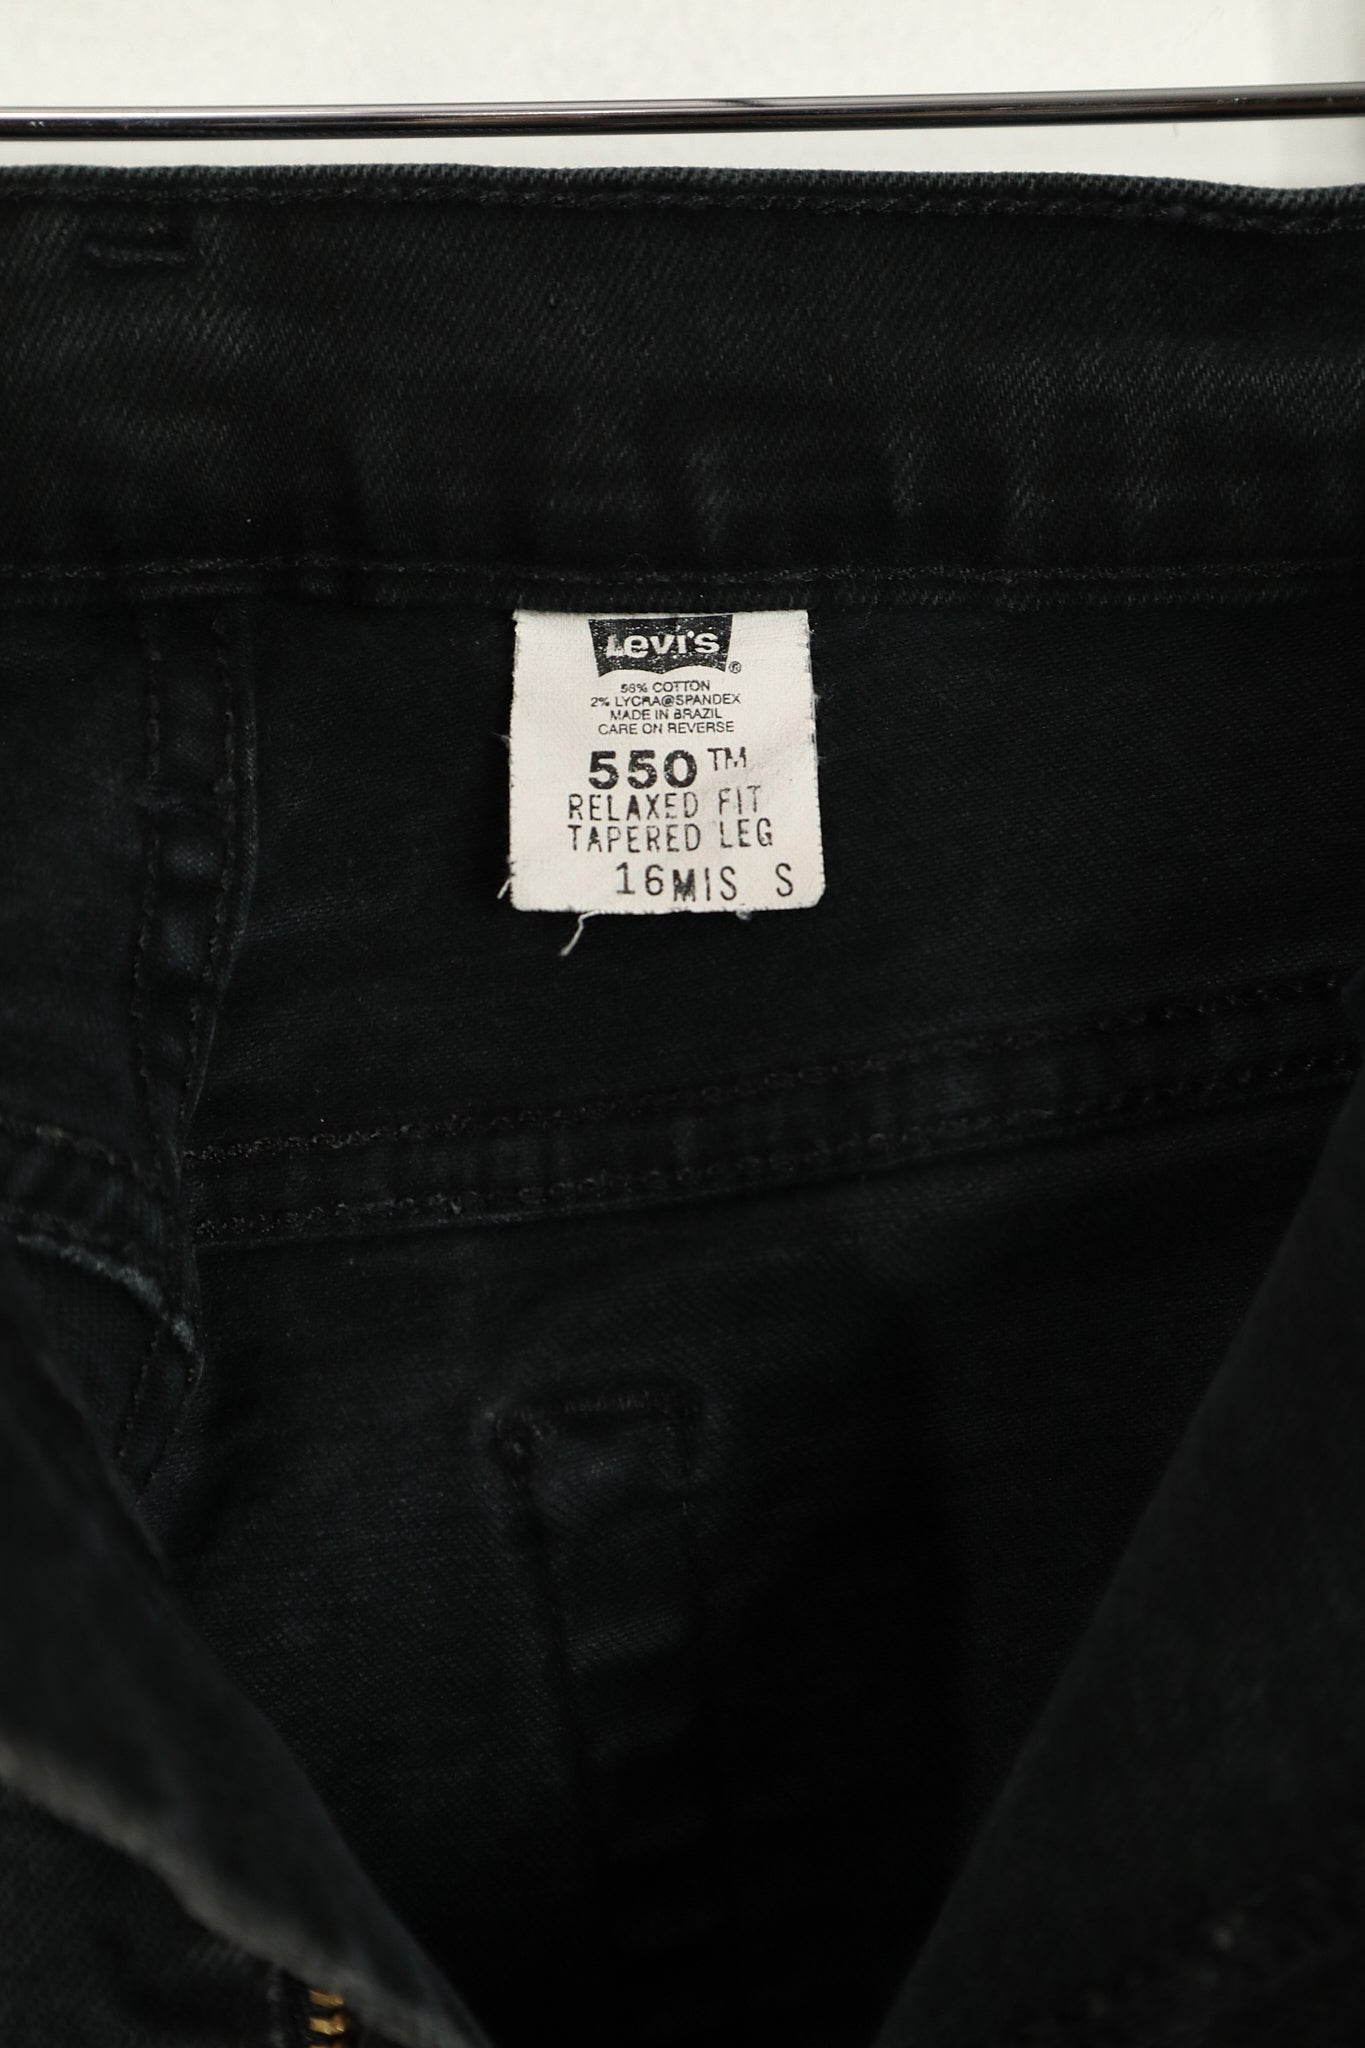 Levi's ®
98% COTTON
2% LYCRA®SPANDEX
MADE IN BRAZIL
CARE ON REVERSE
550™
RELAXED FIT
TAPERED LEG
16MIS S